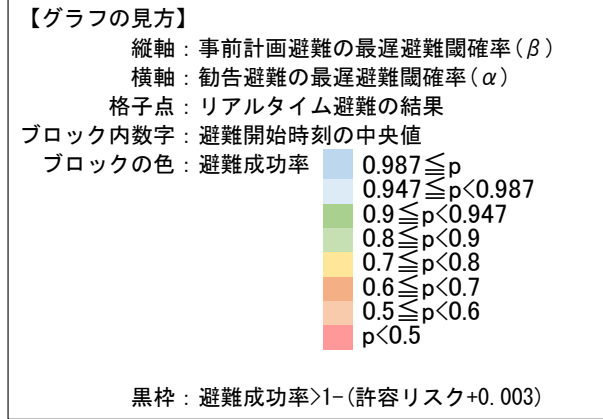 【グラフの見方】
縦軸：事前計画避難の最遅避難閾確率(β)
横軸：勧告避難の最遅避難閾確率(α)
格子点：リアルタイム避難の結果
ブロック内数字：避難開始時刻の中央値
ブロックの色：避難成功率 0.987≦p
0.947≦p<0.987
0.9≦p<0.947
0.8≦p<0.9
0.7≦p<0.8
0.6≦p<0.7
0.5≦p<0.6
p<0.5
黒枠：避難成功率>1-(許容リスク+0.003)